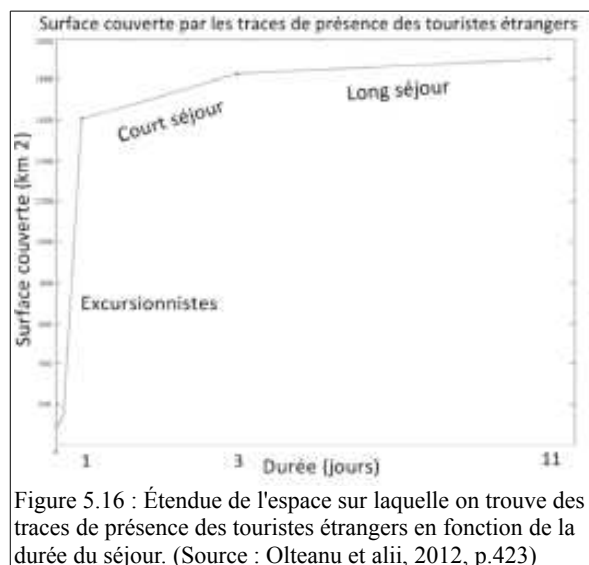 Surface couverte par les traces de présence des touristes étrangers
Surface couverte (km 2)
Court séjour
Long séjour
Excursionnistes
1
3
11
Durée (jours)
Figure 5.16 : Étendue de l'espace sur laquelle on trouve des
traces de présence des touristes étrangers en fonction de la
durée du séjour. (Source : Olteanu et alii, 2012, p.423)